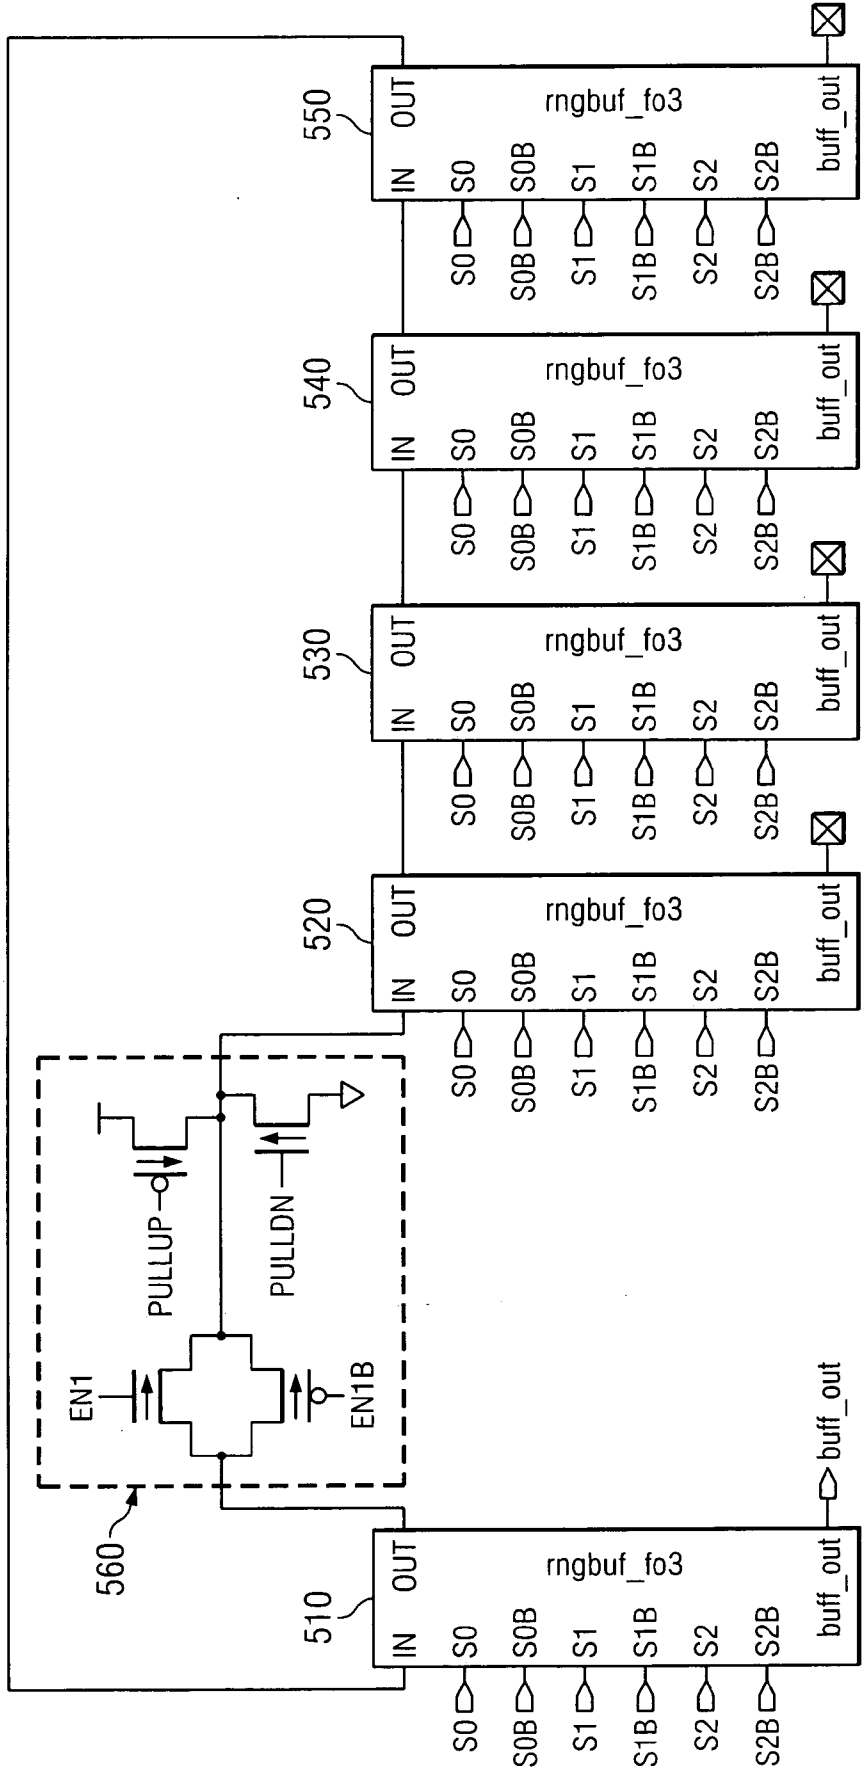 560
EN1
EN1B
PULLUP
PULLDN
510
IN
OUT
rngbuf_fo3
S0
S0
S0B
S0B
S1
S1
S1B
S1B
S2
S2
S2B
S2B
buff_out
buff_out
520
IN
OUT
rngbuf_fo3
S0
S0
S0B
S0B
S1
S1
S1B
S1B
S2
S2
S2B
S2B
buff_out
530
IN
OUT
rngbuf_fo3
S0
S0
S0B
S0B
S1
S1
S1B
S1B
S2
S2
S2B
S2B
buff_out
540
IN
OUT
rngbuf_fo3
S0
S0
S0B
S0B
S1
S1
S1B
S1B
S2
S2
S2B
S2B
buff_out
550
IN
OUT
rngbuf_fo3
S0
S0
S0B
S0B
S1
S1
S1B
S1B
S2
S2
S2B
S2B
buff_out